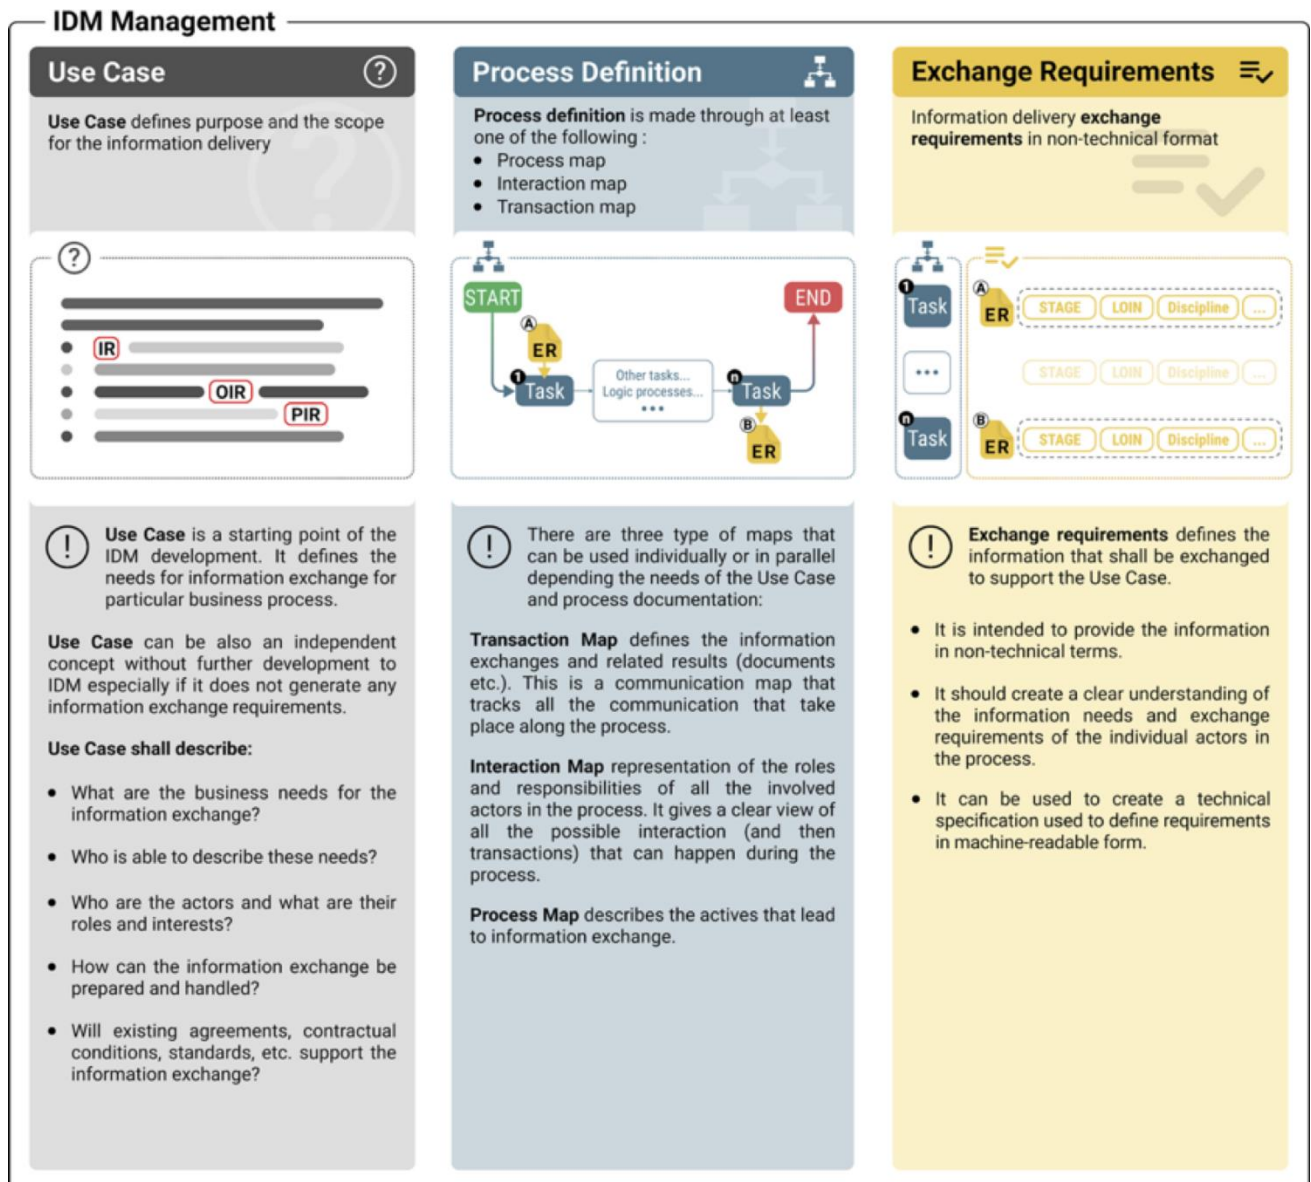 IDM Management
Use Case
?
Use Case defines purpose and the scope
for the information delivery
?
IR
OIR
PIR
! Use Case is a starting point of the
IDM development. It defines the
needs for information exchange for
particular business process.
Use Case can be also an independent
concept without further development to
IDM especially if it does not generate any
information exchange requirements.
Use Case shall describe:
• What are the business needs for the
information exchange?
• Who is able to describe these needs?
• Who are the actors and what are their
roles and interests?
• How can the information exchange be
prepared and handled?
• Will existing agreements, contractual
conditions, standards, etc. support the
information exchange?
Process Definition
Process definition is made through at least
one of the following :
• Process map
• Interaction map
• Transaction map
START
END
A
ER
1
Task
Other tasks...
Logic processes...
•••
n
Task
B
ER
! There are three type of maps that
can be used individually or in parallel
depending the needs of the Use Case
and process documentation:
Transaction Map defines the information
exchanges and related results (documents
etc.). This is a communication map that
tracks all the communication that take
place along the process.
Interaction Map representation of the roles
and responsibilities of all the involved
actors in the process. It gives a clear view of
all the possible interaction (and then
transactions) that can happen during the
process.
Process Map describes the actives that lead
to information exchange.
Exchange Requirements
Information delivery exchange
requirements in non-technical format
1
Task
A
ER
STAGE LOIN Discipline ...
•••
STAGE LOIN Discipline ...
n
Task
B
ER
STAGE LOIN Discipline ...
! Exchange requirements defines the
information that shall be exchanged
to support the Use Case.
• It is intended to provide the information
in non-technical terms.
• It should create a clear understanding of
the information needs and exchange
requirements of the individual actors in
the process.
• It can be used to create a technical
specification used to define requirements
in machine-readable form.